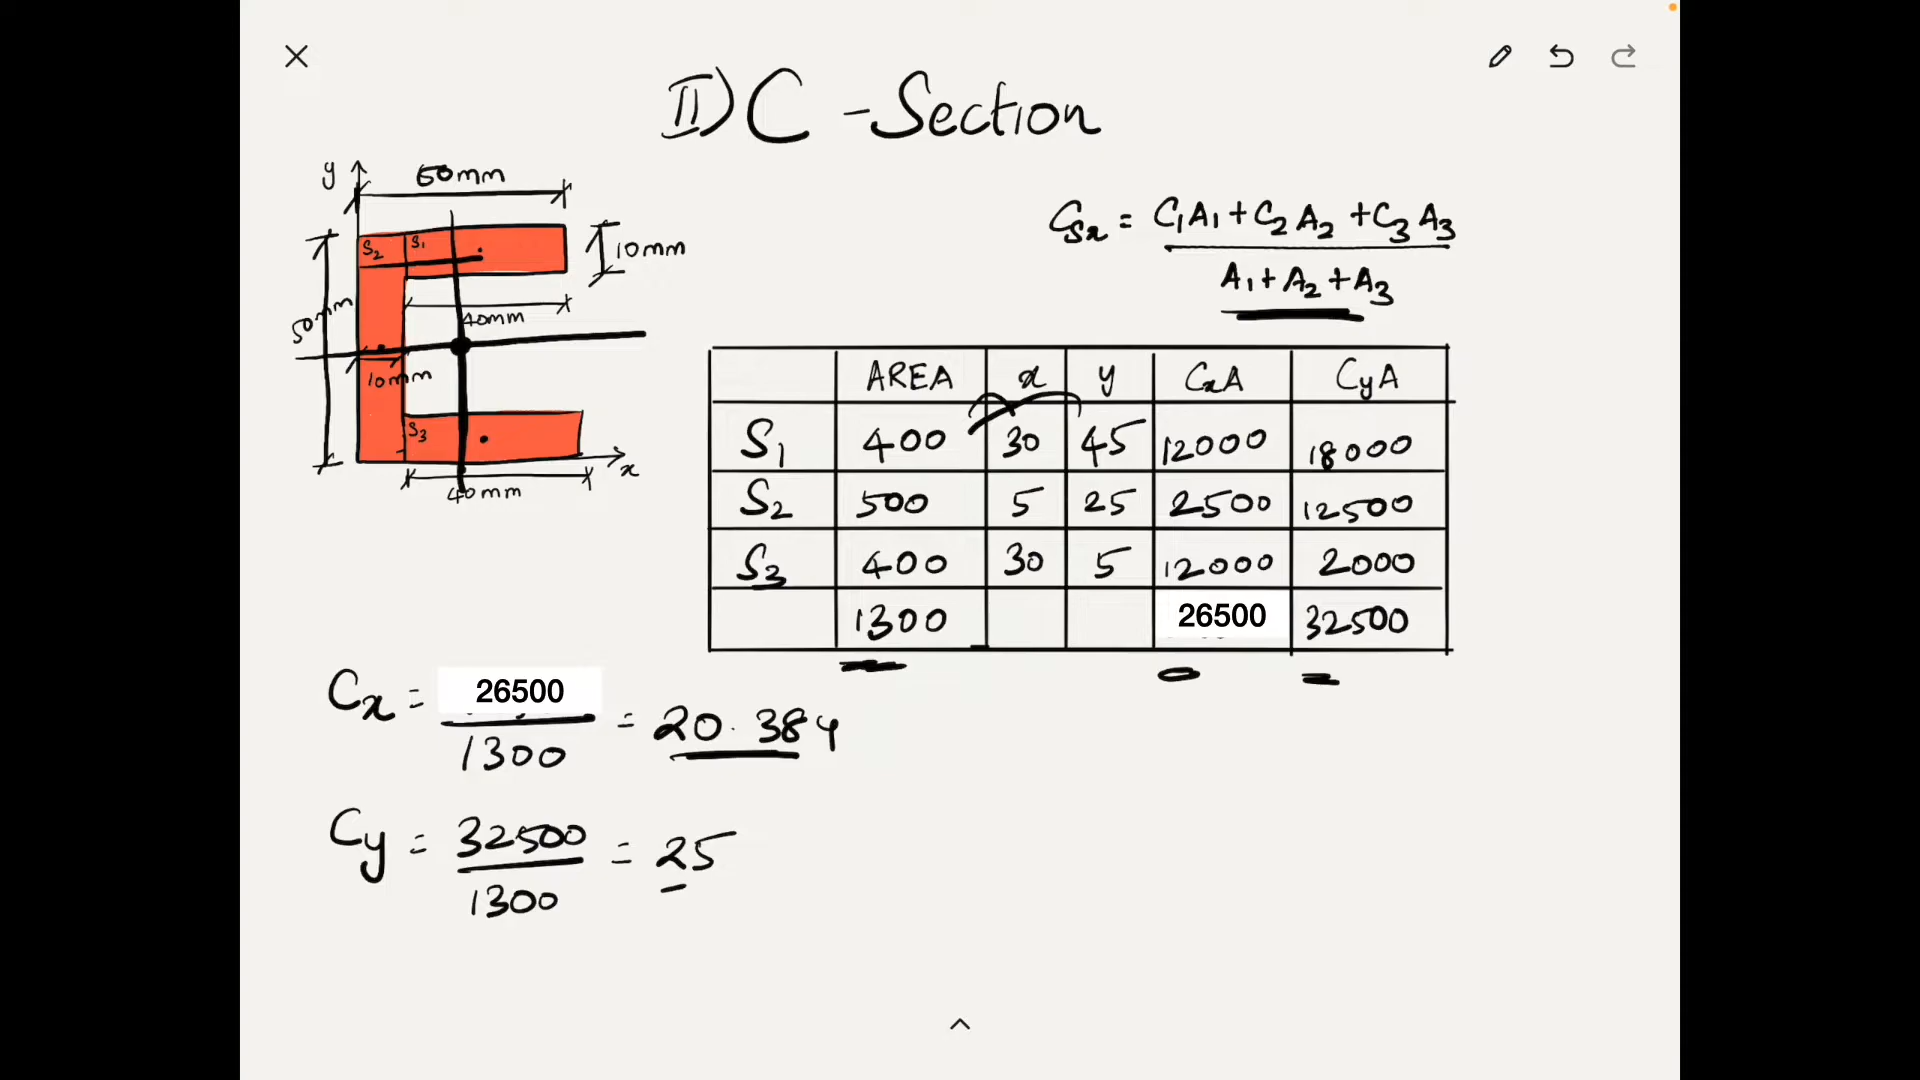 II) C - Section
y
50mm
S2 S1
10mm
50mm
40mm
10mm
S3
x
40mm
CSx = C1A1 + C2A2 + C3A3
A1 + A2 + A3
AREA x y CxA CyA
S1 400 30 45 12000 18000
S2 500 5 25 2500 12500
S3 400 30 5 12000 2000
1300 26500 32500
Cx = 26500 / 1300 = 20.384
Cy = 32500 / 1300 = 25